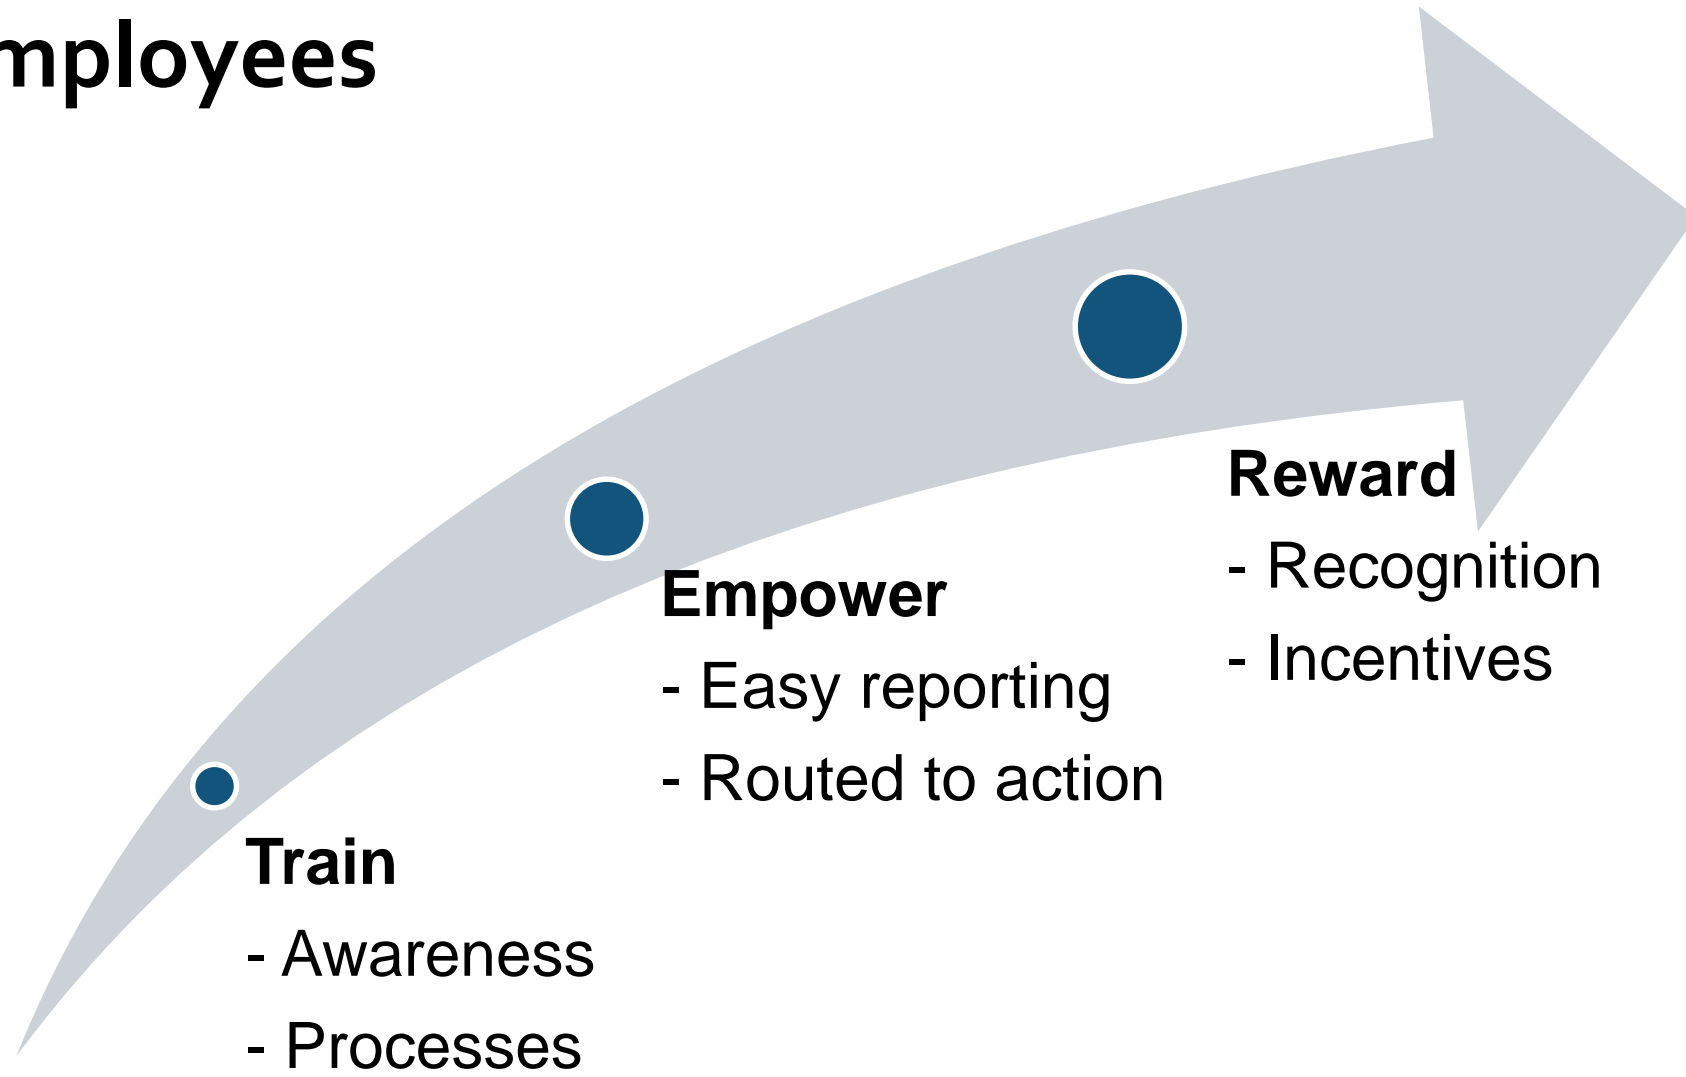 mployees
Reward
- Recognition
- Incentives
Empower
- Easy reporting
- Routed to action
Train
- Awareness
- Processes